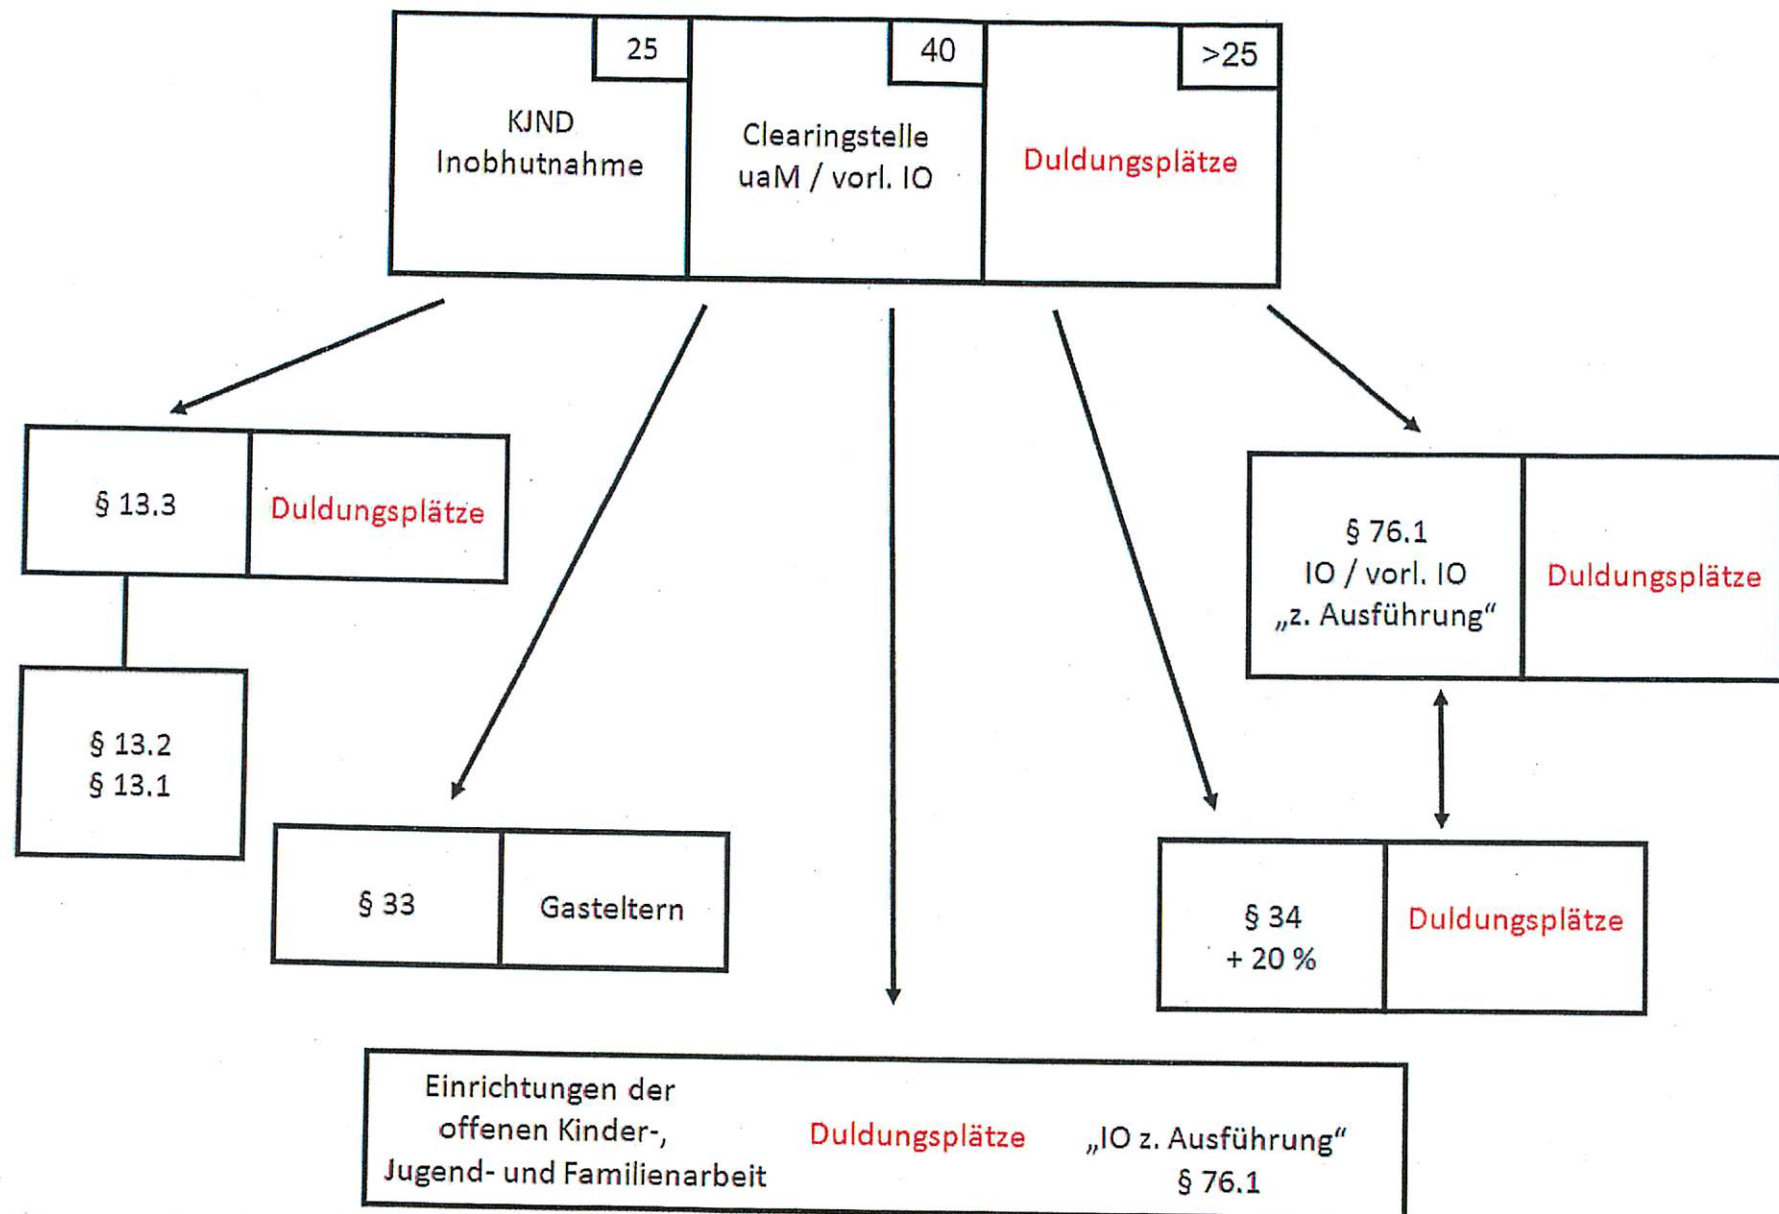 25
KJND
Inobhutnahme
40
Clearingstelle
uaM / vorl. IO
>25
Duldungsplätze
§ 13.3
Duldungsplätze
§ 13.2
§ 13.1
§ 33
Gasteltern
§ 76.1
IO / vorl. IO
„z. Ausführung“
Duldungsplätze
§ 34
+ 20 %
Duldungsplätze
Einrichtungen der
offenen Kinder-,
Jugend- und Familienarbeit
Duldungsplätze
„IO z. Ausführung“
§ 76.1